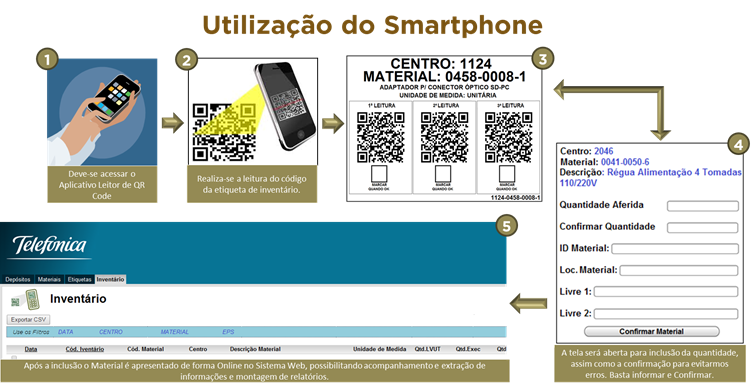 Utilização do Smartphone
1
Deve-se acessar o
Aplicativo Leitor de QR
Code
2
Realiza-se a leitura do código
da etiqueta de inventário.
3
CENTRO: 1124
MATERIAL: 0458-0008-1
ADAPTADOR P/ CONECTOR ÓPTICO SD-PC
UNIDADE DE MEDIDA: UNITÁRIA
1ª LEITURA 2ª LEITURA 3ª LEITURA
MARCAR QUANDO OK MARCAR QUANDO OK MARCAR QUANDO OK
1124-0458-0008-1
4
Centro: 2046
Material: 0041-0050-6
Descrição: Régua Alimentação 4 Tomadas
110/220V
Quantidade Aferida
Confirmar Quantidade
ID Material:
Loc. Material:
Livre 1:
Livre 2:
Confirmar Material
A tela será aberta para inclusão da quantidade,
assim como a confirmação para evitarmos
erros. Basta informar e Confirmar.
5
Telefónica
Depósitos Materiais Etiquetas Inventário
Inventário
Exportar CSV
Use os Filtros DATA CENTRO MATERIAL EPS
Data Cód. Iventário Cód. Material Centro Descrição Material Unidade de Medida Qtd.LVUT Qtd.Exec Qtd
Após a inclusão o Material é apresentado de forma Online no Sistema Web, possibilitando acompanhamento e extração de
informações e montagem de relatórios.